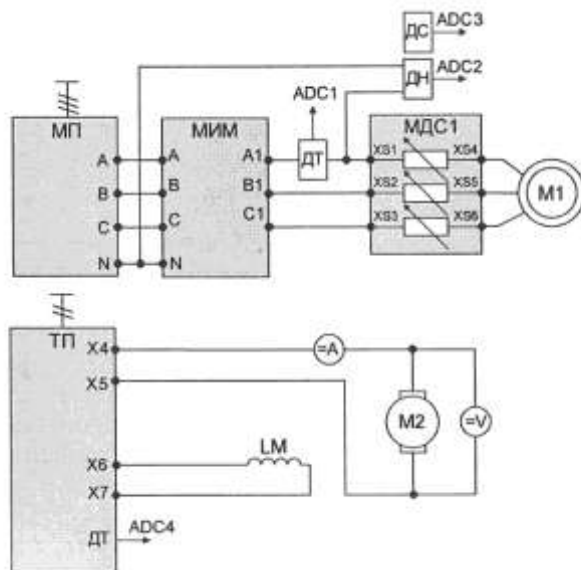 ДС ADC3
ДН ADC2
ADC1
МП
МИМ
МДС1
A A A1 ДТ XS1 XS4
B B B1 XS2 XS5 M1
C C C1 XS3 XS6
N N
ТП
X4 =A
X5
M2 =V
LM
X6
X7
ДТ ADC4